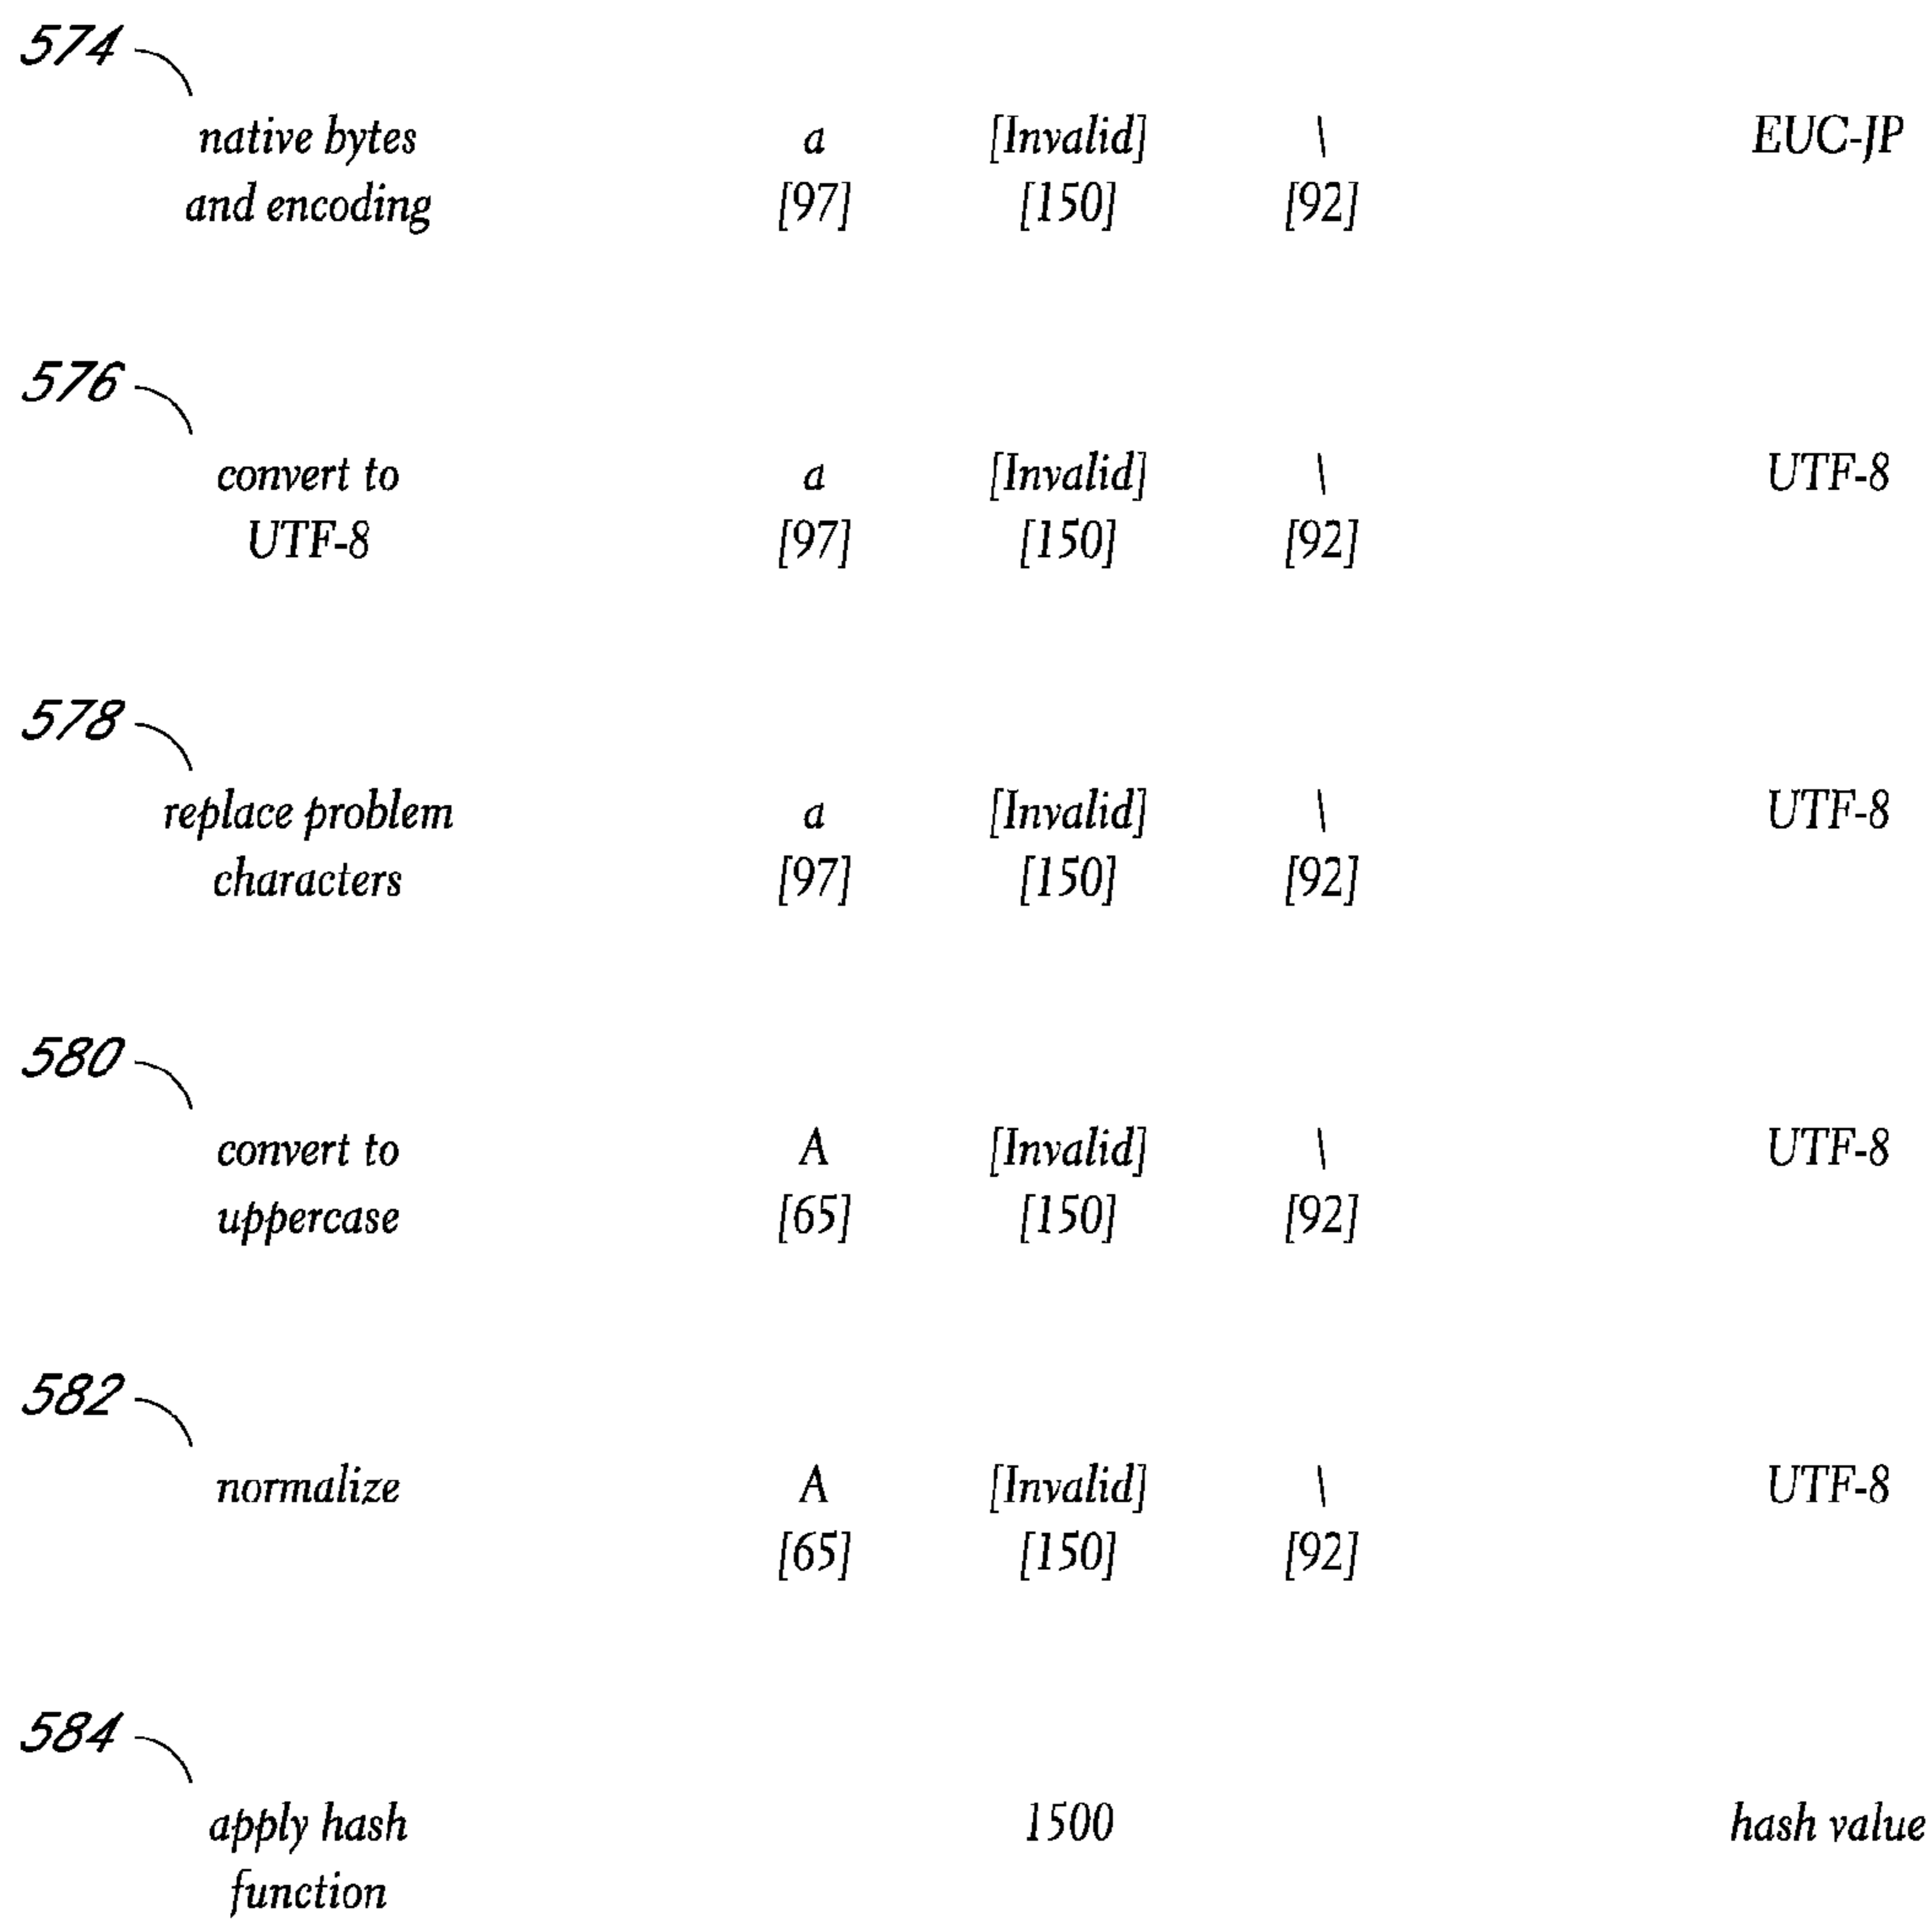 574
native bytes a [Invalid] \ EUC-JP
and encoding [97] [150] [92]
576
convert to a [Invalid] \ UTF-8
UTF-8 [97] [150] [92]
578
replace problem a [Invalid] \ UTF-8
characters [97] [150] [92]
580
convert to A [Invalid] \ UTF-8
uppercase [65] [150] [92]
582
normalize A [Invalid] \ UTF-8
[65] [150] [92]
584
apply hash 1500 hash value
function